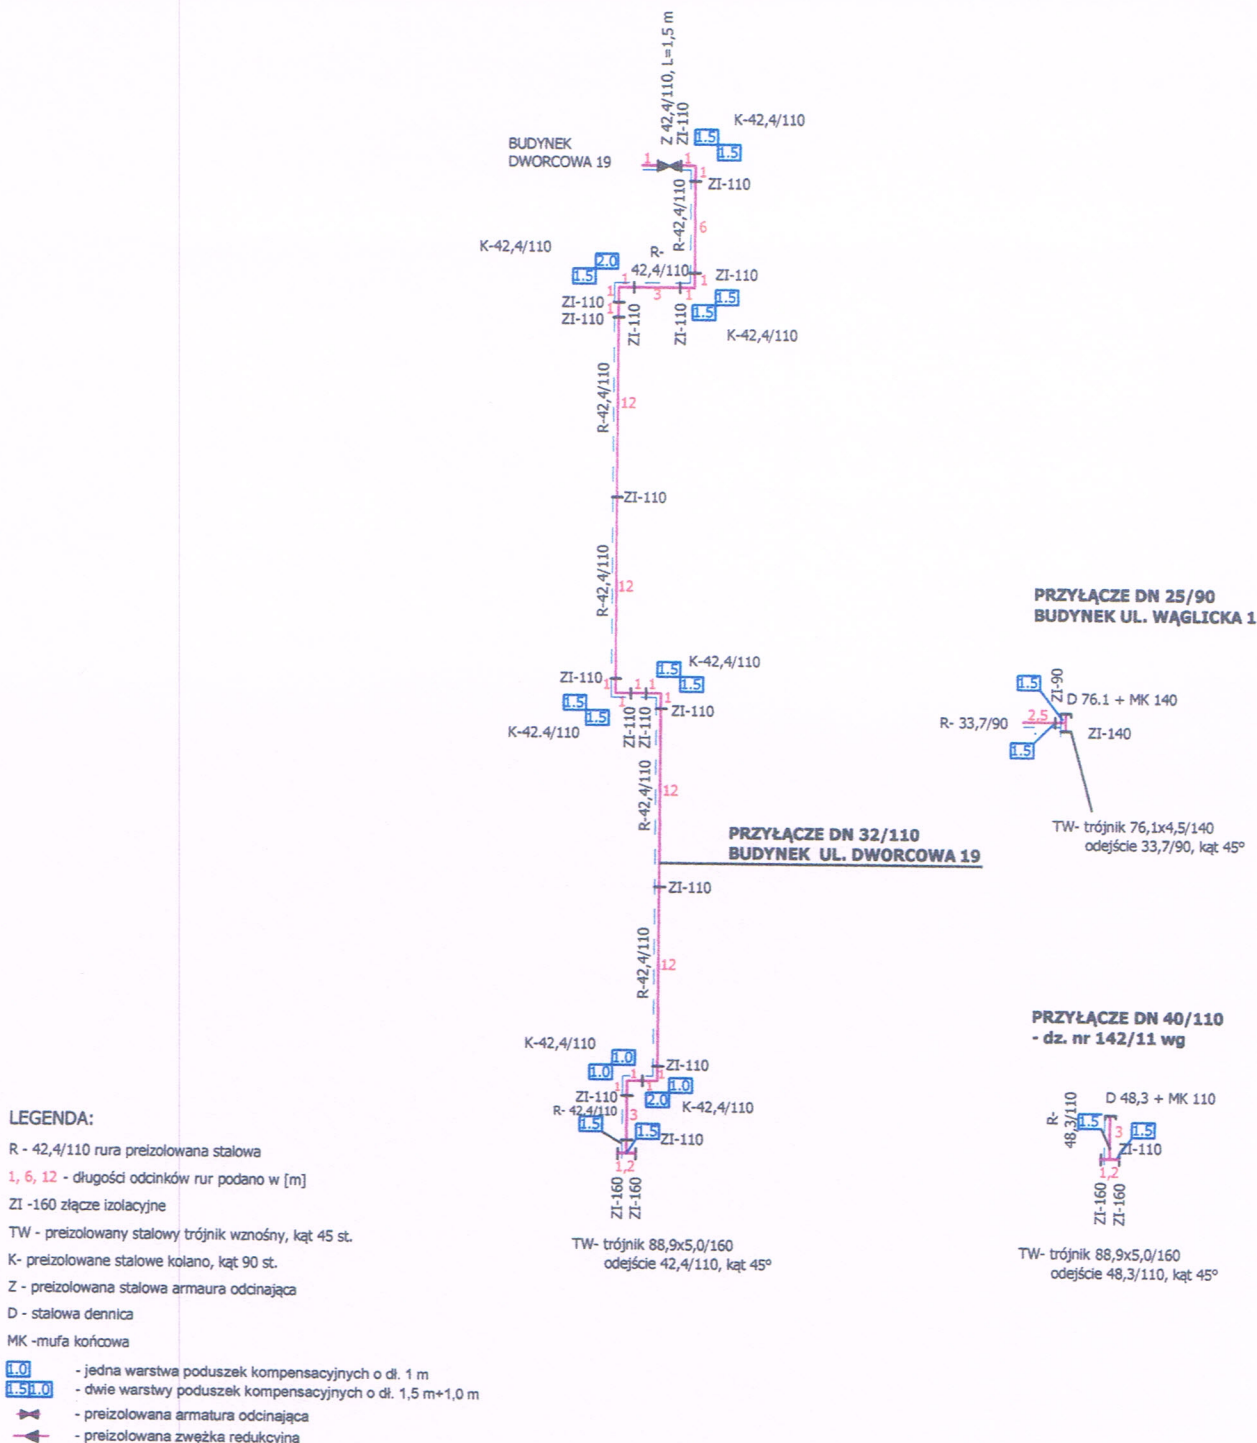 Z 42,4/110, L=1,5 m
ZI-110
K-42,4/110
1.5
1.5
BUDYNEK
DWORCOWA 19
1
1
1
ZI-110
R-42,4/110
6
K-42,4/110
2.0
1.5
R-
42,4/110
ZI-110
1
1
3
1
1
1.5
1.5
ZI-110
1
ZI-110
ZI-110
ZI-110
K-42,4/110
R-42,4/110
12
ZI-110
R-42,4/110
12
PRZYŁĄCZE DN 25/90
BUDYNEK UL. WĄGLICKA 1
K-42,4/110
1.5
1.5
ZI-110
1
1
1
1
1
1.5
1.5
K-42.4/110
ZI-110
ZI-110
ZI-110
1.5
ZI-90
D 76.1 + MK 140
R- 33,7/90
2,5
ZI-140
1.5
R-42,4/110
12
TW- trójnik 76,1x4,5/140
odejście 33,7/90, kąt 45º
PRZYŁĄCZE DN 32/110
BUDYNEK UL. DWORCOWA 19
ZI-110
R-42,4/110
12
PRZYŁĄCZE DN 40/110
- dz. nr 142/11 wg
K-42,4/110
1.0
1.0
ZI-110
1
1
1
1
1.0
2.0
K-42,4/110
ZI-110
R- 42,4/110
3
1.5
1.5
ZI-110
1,2
ZI-160
ZI-160
TW- trójnik 88,9x5,0/160
odejście 42,4/110, kąt 45º
R-
48,3/110
D 48,3 + MK 110
1.5
3
1.5
ZI-110
1,2
ZI-160
ZI-160
TW- trójnik 88,9x5,0/160
odejście 48,3/110, kąt 45º
LEGENDA:
R - 42,4/110 rura preizolowana stalowa
1, 6, 12 - długości odcinków rur podano w [m]
ZI -160 złącze izolacyjne
TW - preizolowany stalowy trójnik wznośny, kąt 45 st.
K- preizolowane stalowe kolano, kąt 90 st.
Z - preizolowana stalowa armaura odcinająca
D - stalowa dennica
MK -mufa końcowa
1.0 - jedna warstwa poduszek kompensacyjnych o dł. 1 m
1.5 1.0 - dwie warstwy poduszek kompensacyjnych o dł. 1,5 m+1,0 m
- preizolowana armatura odcinająca
- preizolowana zwężka redukcyjna